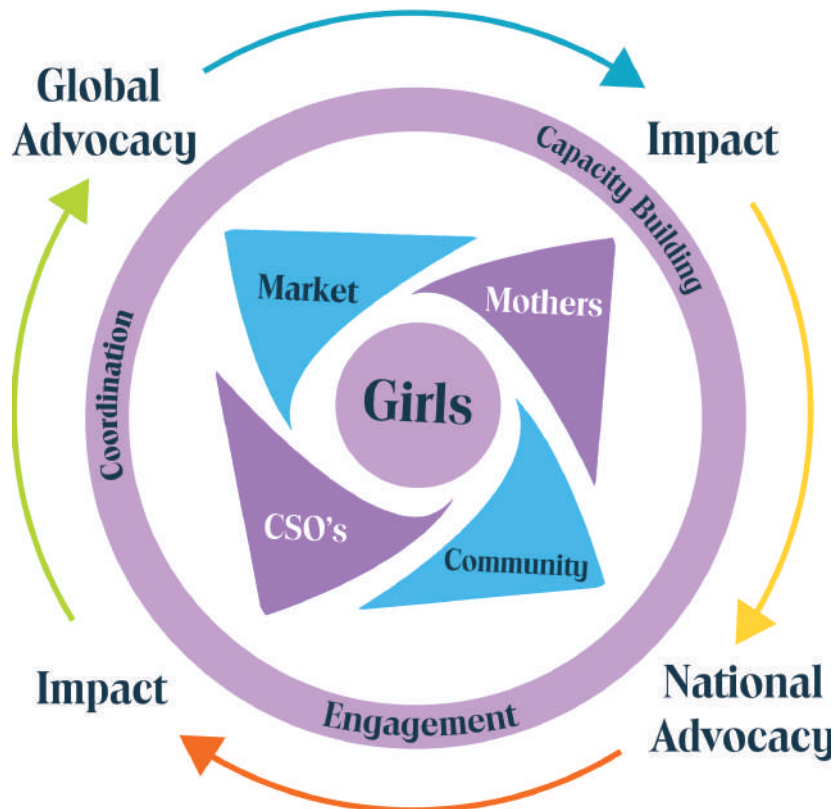 Global
Advocacy
Impact
Capacity Building
Market
Mothers
Girls
Coordination
CSO's
Community
Impact
Engagement
National
Advocacy